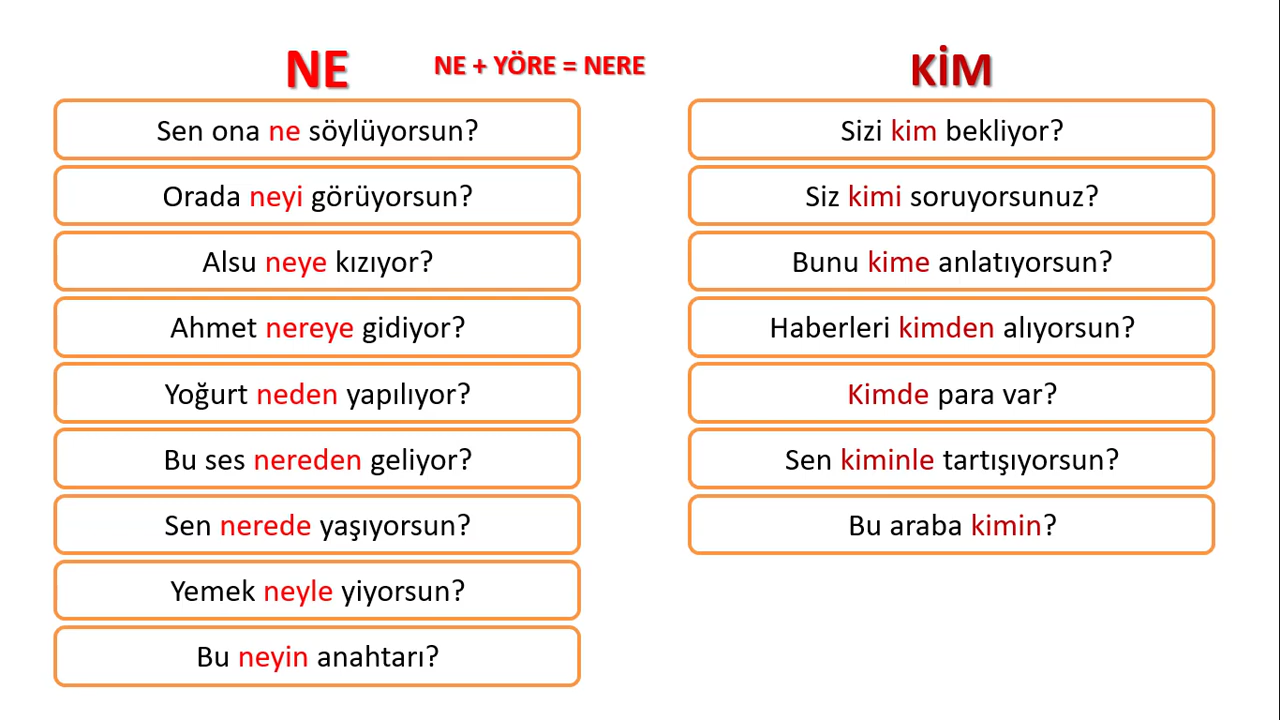 NE
NE + YÖRE = NERE
Sen ona ne söylüyorsun?
Orada neyi görüyorsun?
Alsu neye kızıyor?
Ahmet nereye gidiyor?
Yoğurt neden yapılıyor?
Bu ses nereden geliyor?
Sen nerede yaşıyorsun?
Yemek neyle yiyorsun?
Bu neyin anahtarı?
KİM
Sizi kim bekliyor?
Siz kimi soruyorsunuz?
Bunu kime anlatıyorsun?
Haberleri kimden alıyorsun?
Kimde para var?
Sen kiminle tartışıyorsun?
Bu araba kimin?